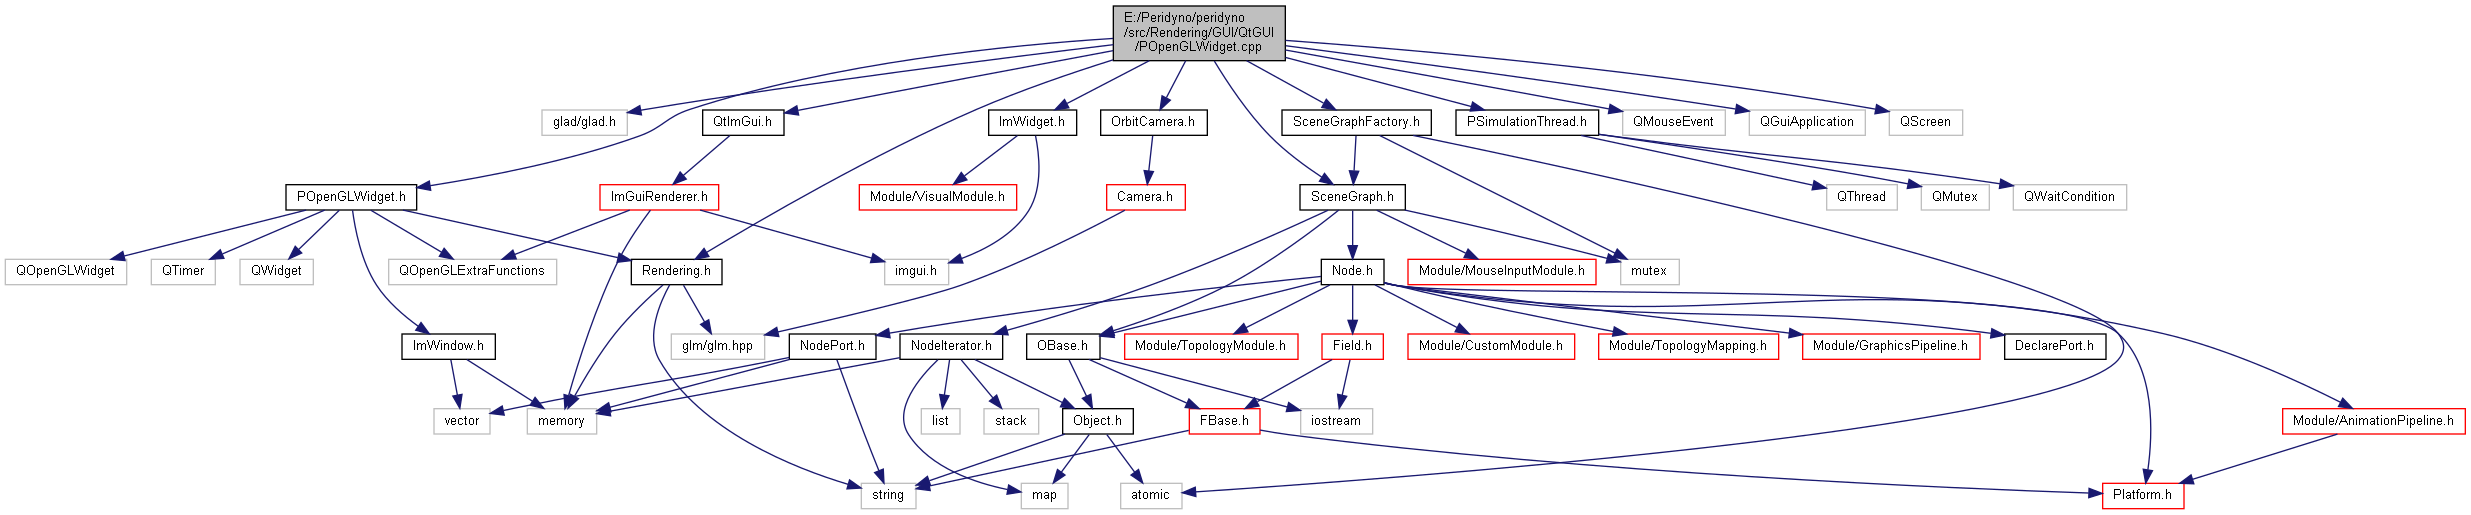 E:/Peridyno/peridyno
/src/Rendering/GUI/QtGUI
/POpenGLWidget.cpp
glad/glad.h
QtImGui.h
ImWidget.h
OrbitCamera.h
SceneGraphFactory.h
PSimulationThread.h
QMouseEvent
QGuiApplication
QScreen
POpenGLWidget.h
ImGuiRenderer.h
Module/VisualModule.h
Camera.h
SceneGraph.h
QThread
QMutex
QWaitCondition
QOpenGLWidget
QTimer
QWidget
QOpenGLExtraFunctions
Rendering.h
imgui.h
Node.h
Module/MouseInputModule.h
mutex
ImWindow.h
glm/glm.hpp
NodePort.h
NodeIterator.h
OBase.h
Module/TopologyModule.h
Field.h
Module/CustomModule.h
Module/TopologyMapping.h
Module/GraphicsPipeline.h
DeclarePort.h
vector
memory
list
stack
Object.h
FBase.h
iostream
Module/AnimationPipeline.h
string
map
atomic
Platform.h